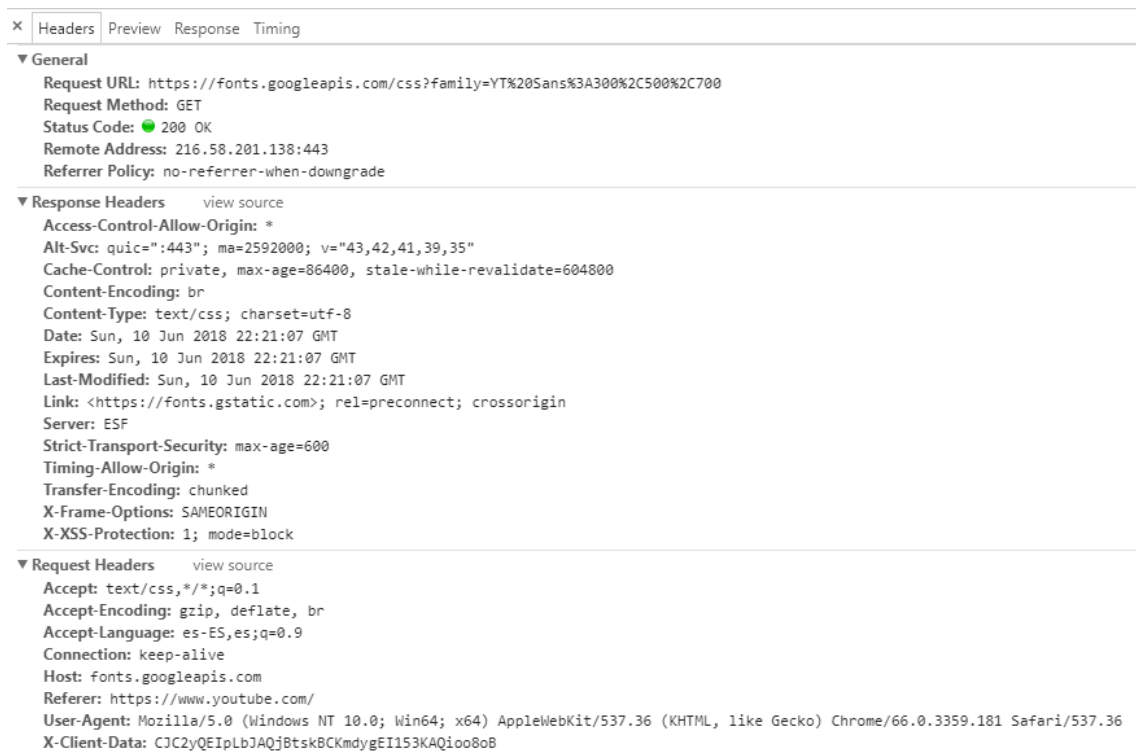 × Headers Preview Response Timing
▼ General
Request URL: https://fonts.googleapis.com/css?family=YT%20Sans%3A300%2C500%2C700
Request Method: GET
Status Code: 200 OK
Remote Address: 216.58.201.138:443
Referrer Policy: no-referrer-when-downgrade
▼ Response Headers view source
Access-Control-Allow-Origin: *
Alt-Svc: quic=":443"; ma=2592000; v="43,42,41,39,35"
Cache-Control: private, max-age=86400, stale-while-revalidate=604800
Content-Encoding: br
Content-Type: text/css; charset=utf-8
Date: Sun, 10 Jun 2018 22:21:07 GMT
Expires: Sun, 10 Jun 2018 22:21:07 GMT
Last-Modified: Sun, 10 Jun 2018 22:21:07 GMT
Link: <https://fonts.gstatic.com>; rel=preconnect; crossorigin
Server: ESF
Strict-Transport-Security: max-age=600
Timing-Allow-Origin: *
Transfer-Encoding: chunked
X-Frame-Options: SAMEORIGIN
X-XSS-Protection: 1; mode=block
▼ Request Headers view source
Accept: text/css,*/*;q=0.1
Accept-Encoding: gzip, deflate, br
Accept-Language: es-ES,es;q=0.9
Connection: keep-alive
Host: fonts.googleapis.com
Referer: https://www.youtube.com/
User-Agent: Mozilla/5.0 (Windows NT 10.0; Win64; x64) AppleWebKit/537.36 (KHTML, like Gecko) Chrome/66.0.3359.181 Safari/537.36
X-Client-Data: CJC2yQEIpLbJAQjBtskBCKmdygEI153KAQioo8oB